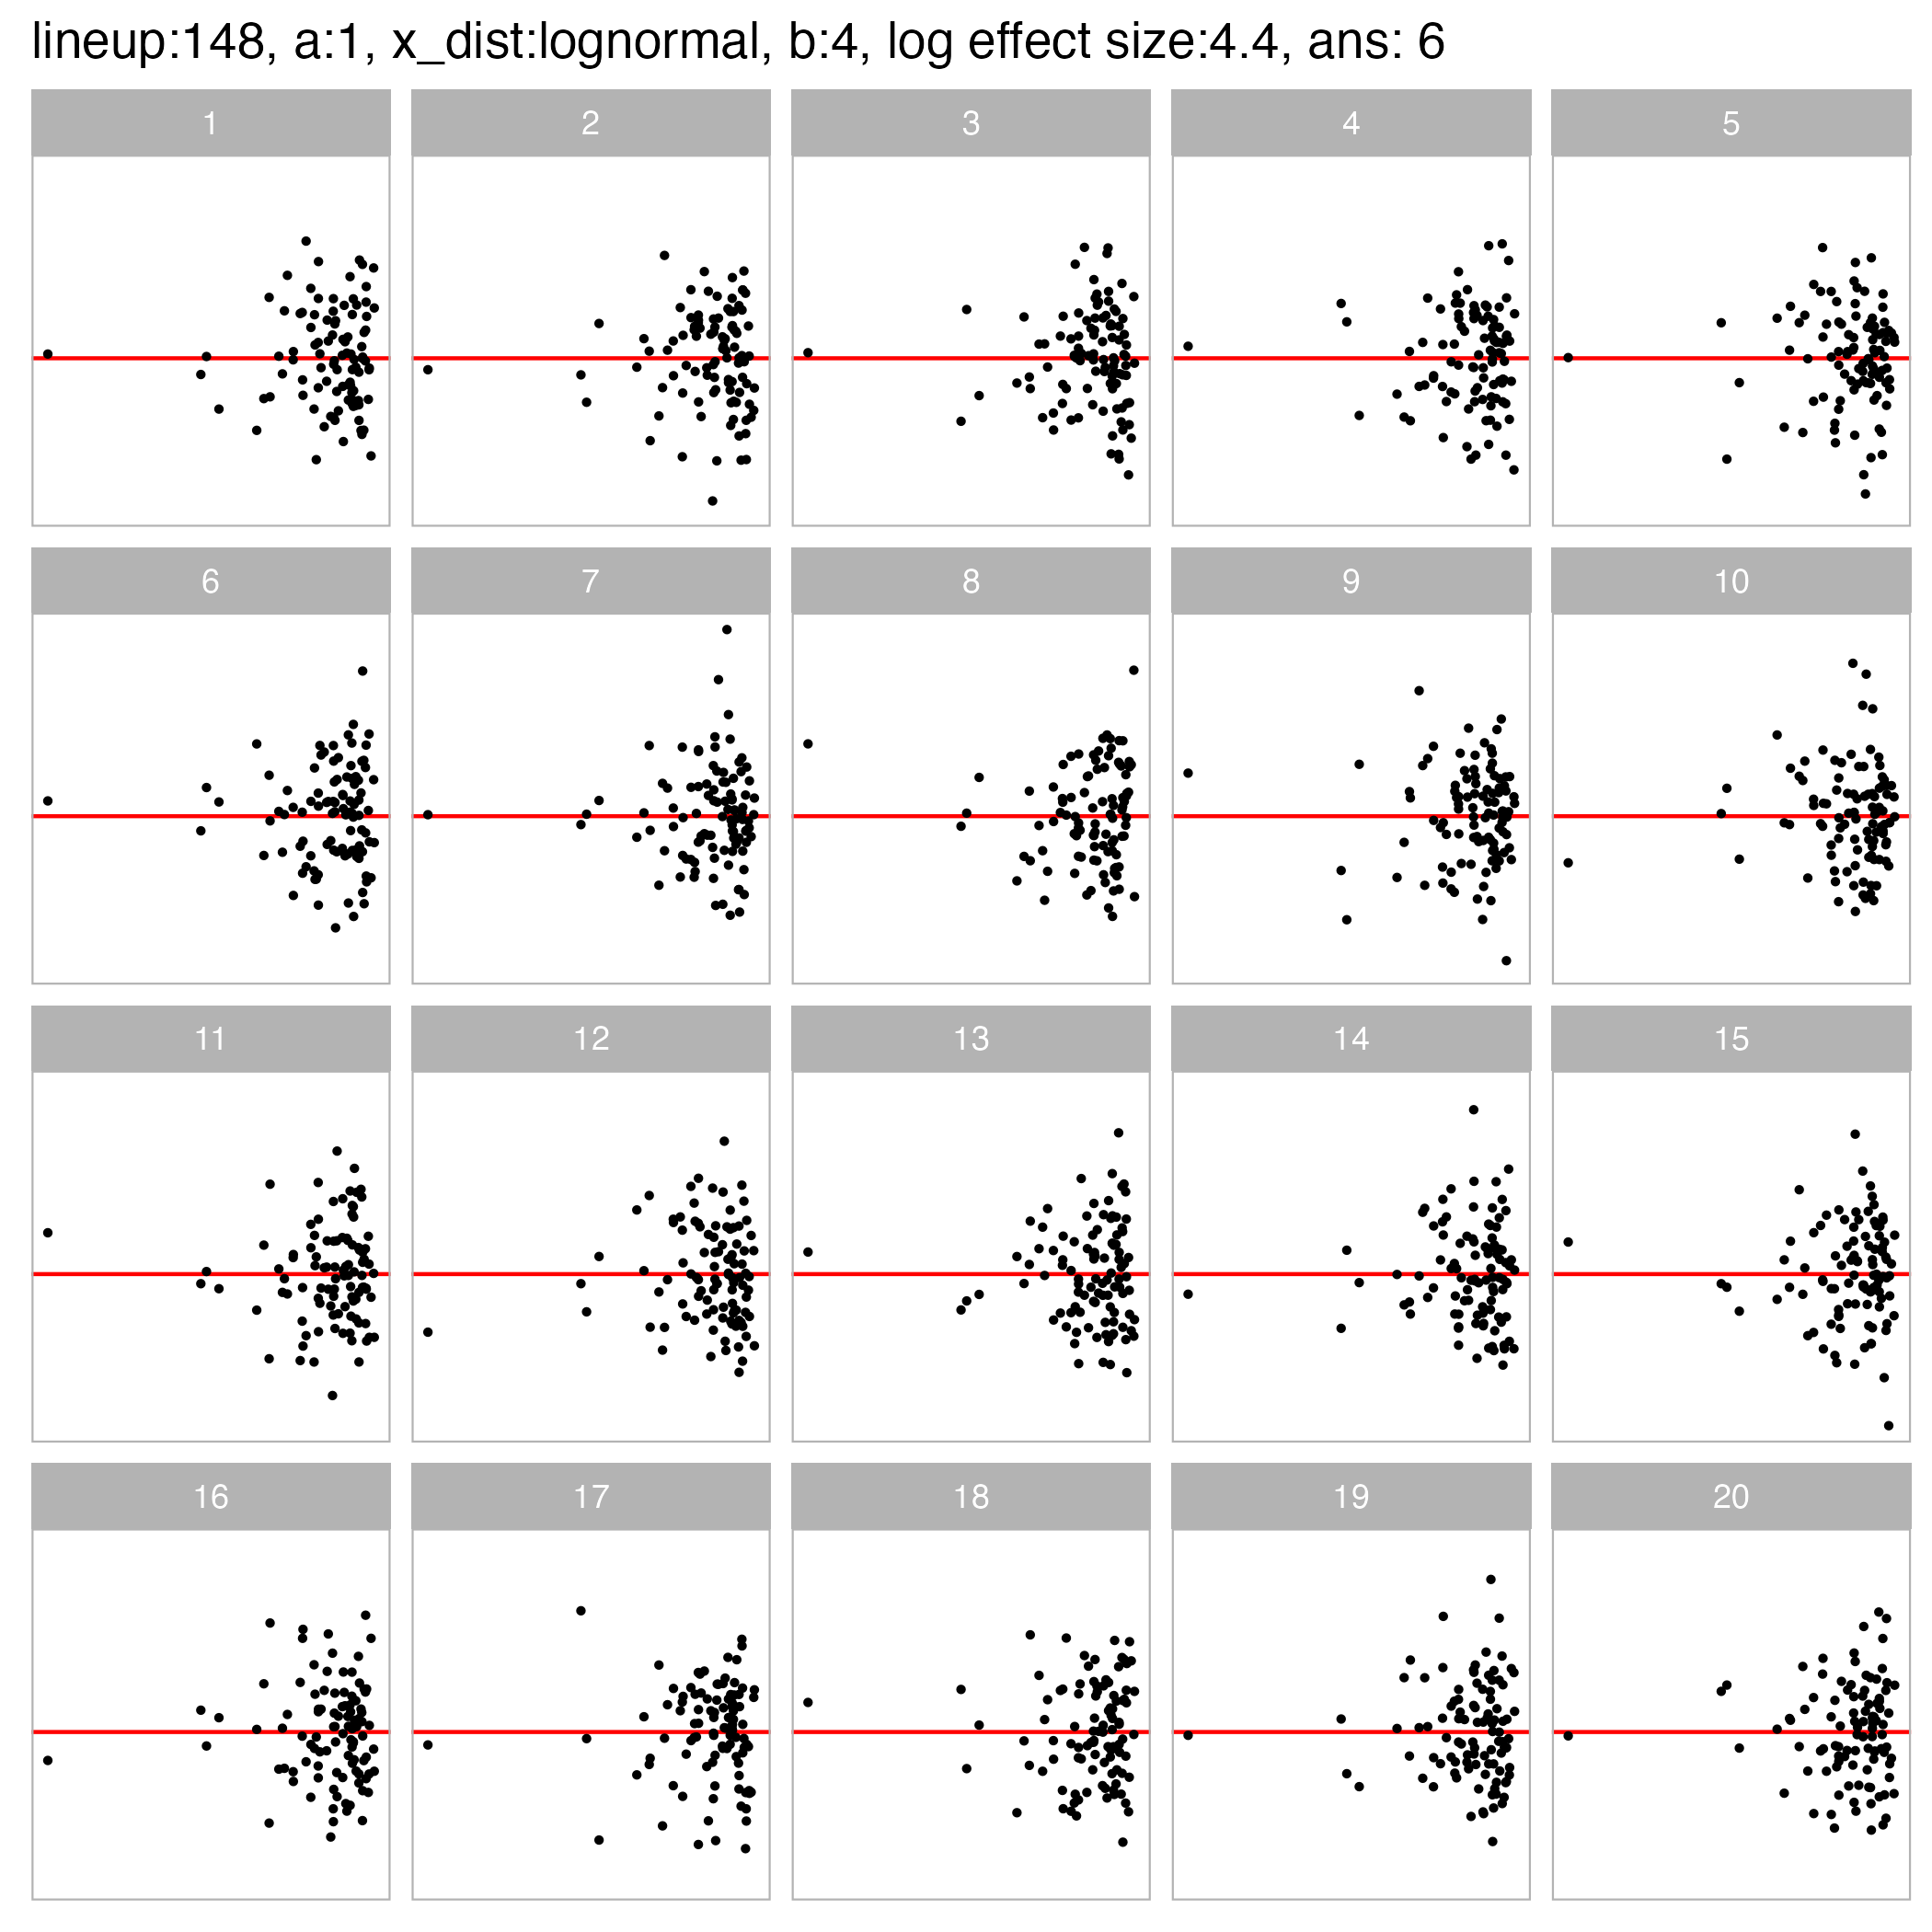 lineup:148, a:1, x_dist:lognormal, b:4, log effect size:4.4, ans: 6
1 2 3 4 5
6 7 8 9 10
11 12 13 14 15
16 17 18 19 20